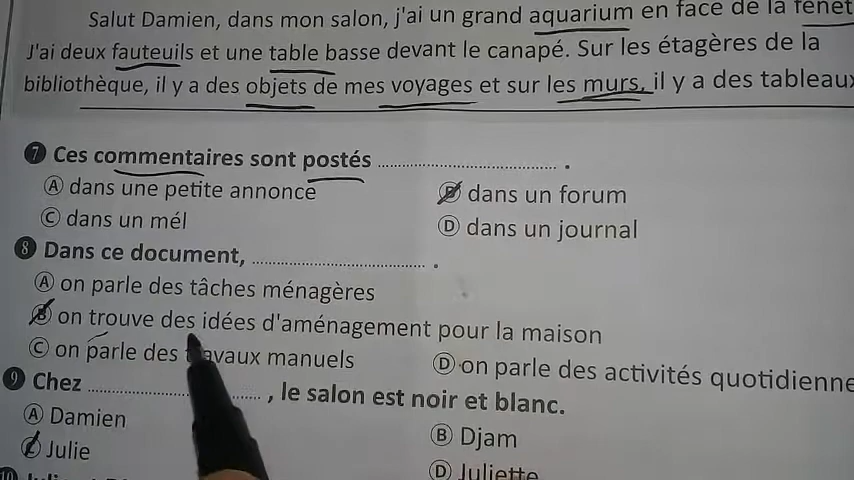 Salut Damien, dans mon salon, j'ai un grand aquarium en face de la fenêt
J'ai deux fauteuils et une table basse devant le canapé. Sur les étagères de la
bibliothèque, il y a des objets de mes voyages et sur les murs, il y a des tableaux
7 Ces commentaires sont postés .
A dans une petite annonce
B dans un forum
C dans un mél
D dans un journal
8 Dans ce document, .
A on parle des tâches ménagères
B on trouve des idées d'aménagement pour la maison
C on parle des travaux manuels
D on parle des activités quotidienne
9 Chez , le salon est noir et blanc.
A Damien
B Djam
C Julie
D Juliette
10